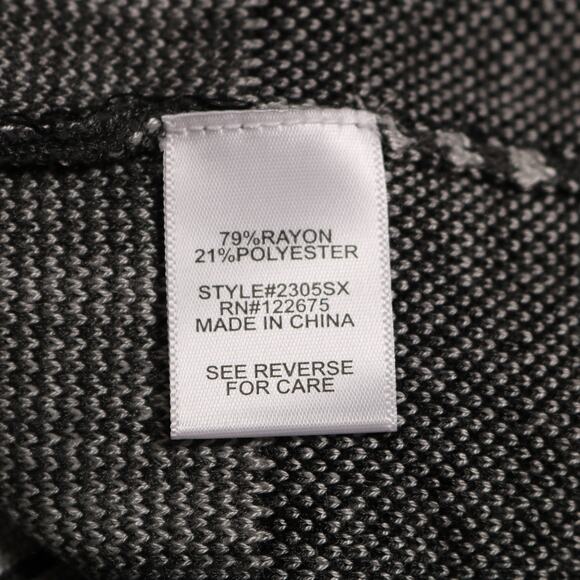 79%RAYON
21%POLYESTER
STYLE#2305SX
RN#122675
MADE IN CHINA
SEE REVERSE
FOR CARE